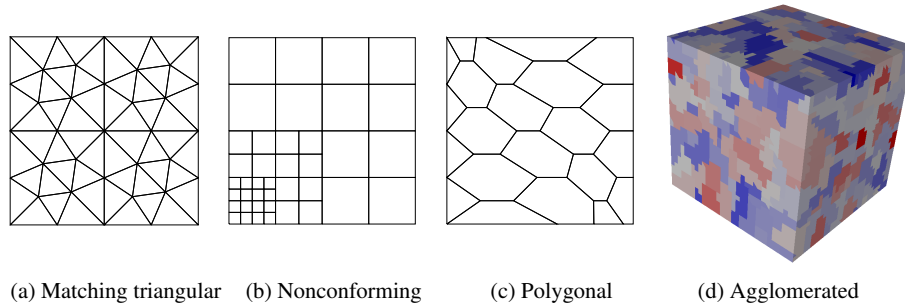 (a) Matching triangular
(b) Nonconforming
(c) Polygonal
(d) Agglomerated